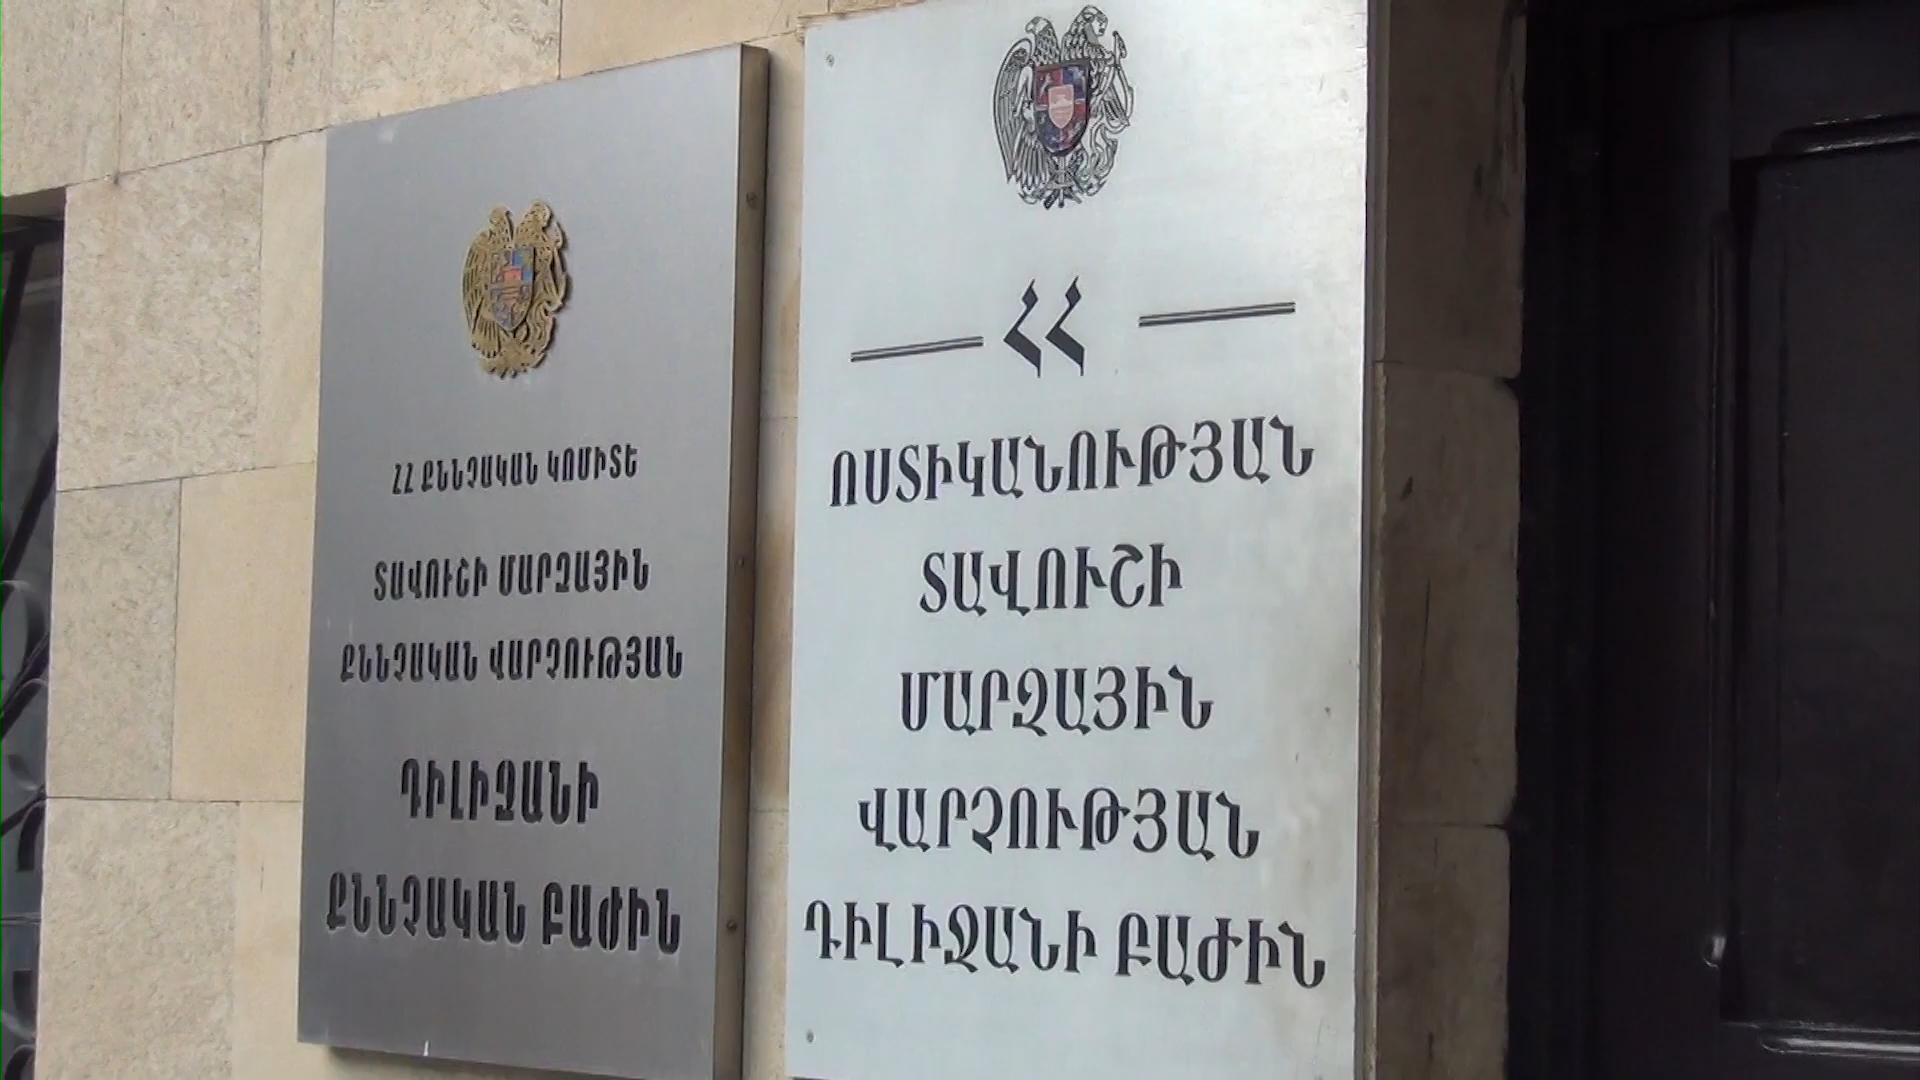 ՀՀ ՔՆՆՉԱԿԱՆ ԿՈՄԻՏԵ
ՏԱՎՈՒՇԻ ՄԱՐԶԱՅԻՆ
ՔՆՆՉԱԿԱՆ ՎԱՐՉՈՒԹՅԱՆ
ԴԻԼԻՋԱՆԻ
ՔՆՆՉԱԿԱՆ ԲԱԺԻՆ
ՀՀ
ՈՍՏԻԿԱՆՈՒԹՅԱՆ
ՏԱՎՈՒՇԻ
ՄԱՐԶԱՅԻՆ
ՎԱՐՉՈՒԹՅԱՆ
ԴԻԼԻՋԱՆԻ ԲԱԺԻՆ